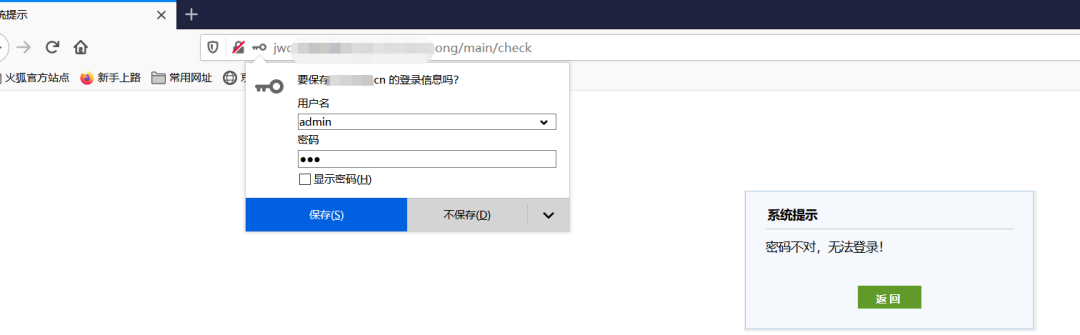 统提示
jwc ong/main/check
火狐官方站点 新手上路 常用网址
要保存 cn 的登录信息吗?
用户名
admin
密码
●●●
显示密码(H)
保存(S) 不保存(D)
系统提示
密码不对，无法登录！
返回